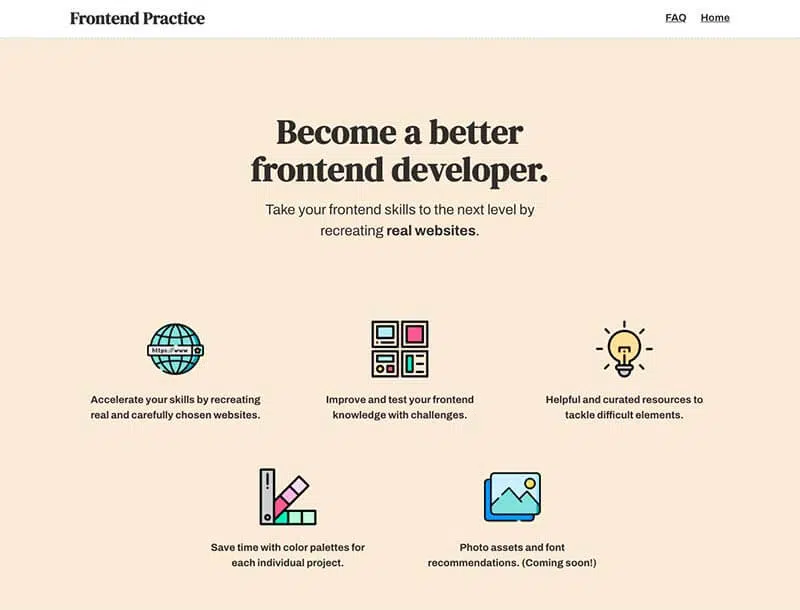 Frontend Practice
FAQ Home
Become a better
frontend developer.
Take your frontend skills to the next level by
recreating real websites.
https://www
Accelerate your skills by recreating
real and carefully chosen websites.
Improve and test your frontend
knowledge with challenges.
Helpful and curated resources to
tackle difficult elements.
Save time with color palettes for
each individual project.
Photo assets and font
recommendations. (Coming soon!)